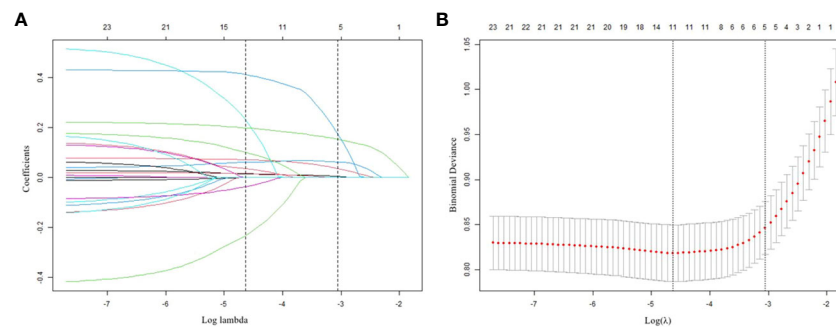 A
23 21 15 11 5 1
Coefficients
0.4
0.2
0.0
-0.2
-0.4
-7 -6 -5 -4 -3 -2
Log lambda
B
23 21 22 21 21 21 21 20 19 18 14 11 11 11 8 6 6 6 5 5 4 3 2 1 1
Binomial Deviance
1.05
1.00
0.95
0.90
0.85
0.80
-7 -6 -5 -4 -3 -2
Log(λ)